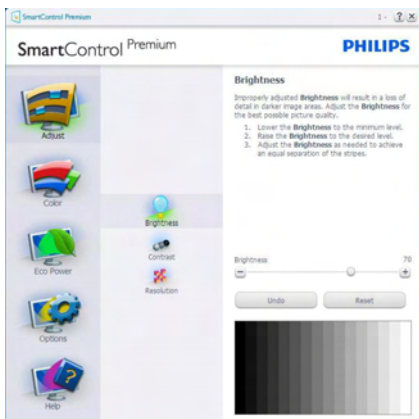 SmartControl Premium
1 - ? X
SmartControl Premium
PHILIPS
Adjust
Color
Eco Power
Options
Help
Brightness
Contrast
Resolution
Brightness
Improperly adjusted Brightness will result in a loss of
detail in darker image areas. Adjust the Brightness for
the best possible picture quality.
1. Lower the Brightness to the minimum level.
2. Raise the Brightness to the desired level.
3. Adjust the Brightness as needed to achieve
an equal separation of the stripes.
Brightness 70
Undo Reset